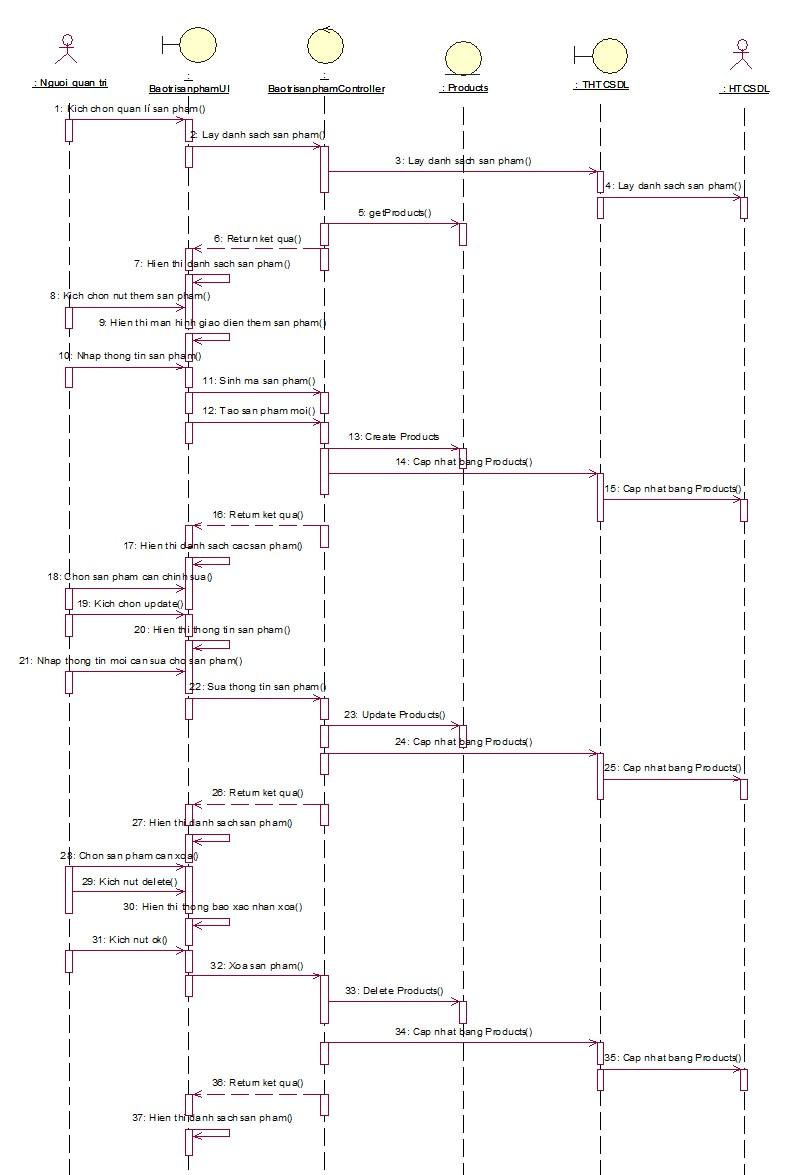 : Nguoi quan tri
:
BaotrisanphamUI
:
BaotrisanphamController
: Products
: THTCSDL
: HTCSDL
1: Kich chon quan lí san pham()
2: Lay danh sach san pham()
3: Lay danh sach san pham()
4: Lay danh sach san pham()
5: getProducts()
6: Return ket qua()
7: Hien thi danh sach san pham()
8: Kich chon nut them san pham()
9: Hien thi man hinh giao dien them san pham()
10: Nhap thong tin san pham()
11: Sinh ma san pham()
12: Tao san pham moi()
13: Create Products
14: Cap nhat bang Products()
15: Cap nhat bang Products()
16: Return ket qua()
17: Hien thi danh sach cac san pham()
18: Chon san pham can chinh sua()
19: Kich chon update()
20: Hien thi thong tin san pham()
21: Nhap thong tin moi can sua cho san pham()
22: Sua thong tin san pham()
23: Update Products()
24: Cap nhat bang Products()
25: Cap nhat bang Products()
26: Return ket qua()
27: Hien thi danh sach san pham()
28: Chon san pham can xoa()
29: Kich nut delete()
30: Hien thi thong bao xac nhan xoa()
31: Kich nut ok()
32: Xoa san pham()
33: Delete Products()
34: Cap nhat bang Products()
35: Cap nhat bang Products()
36: Return ket qua()
37: Hien thi danh sach san pham()